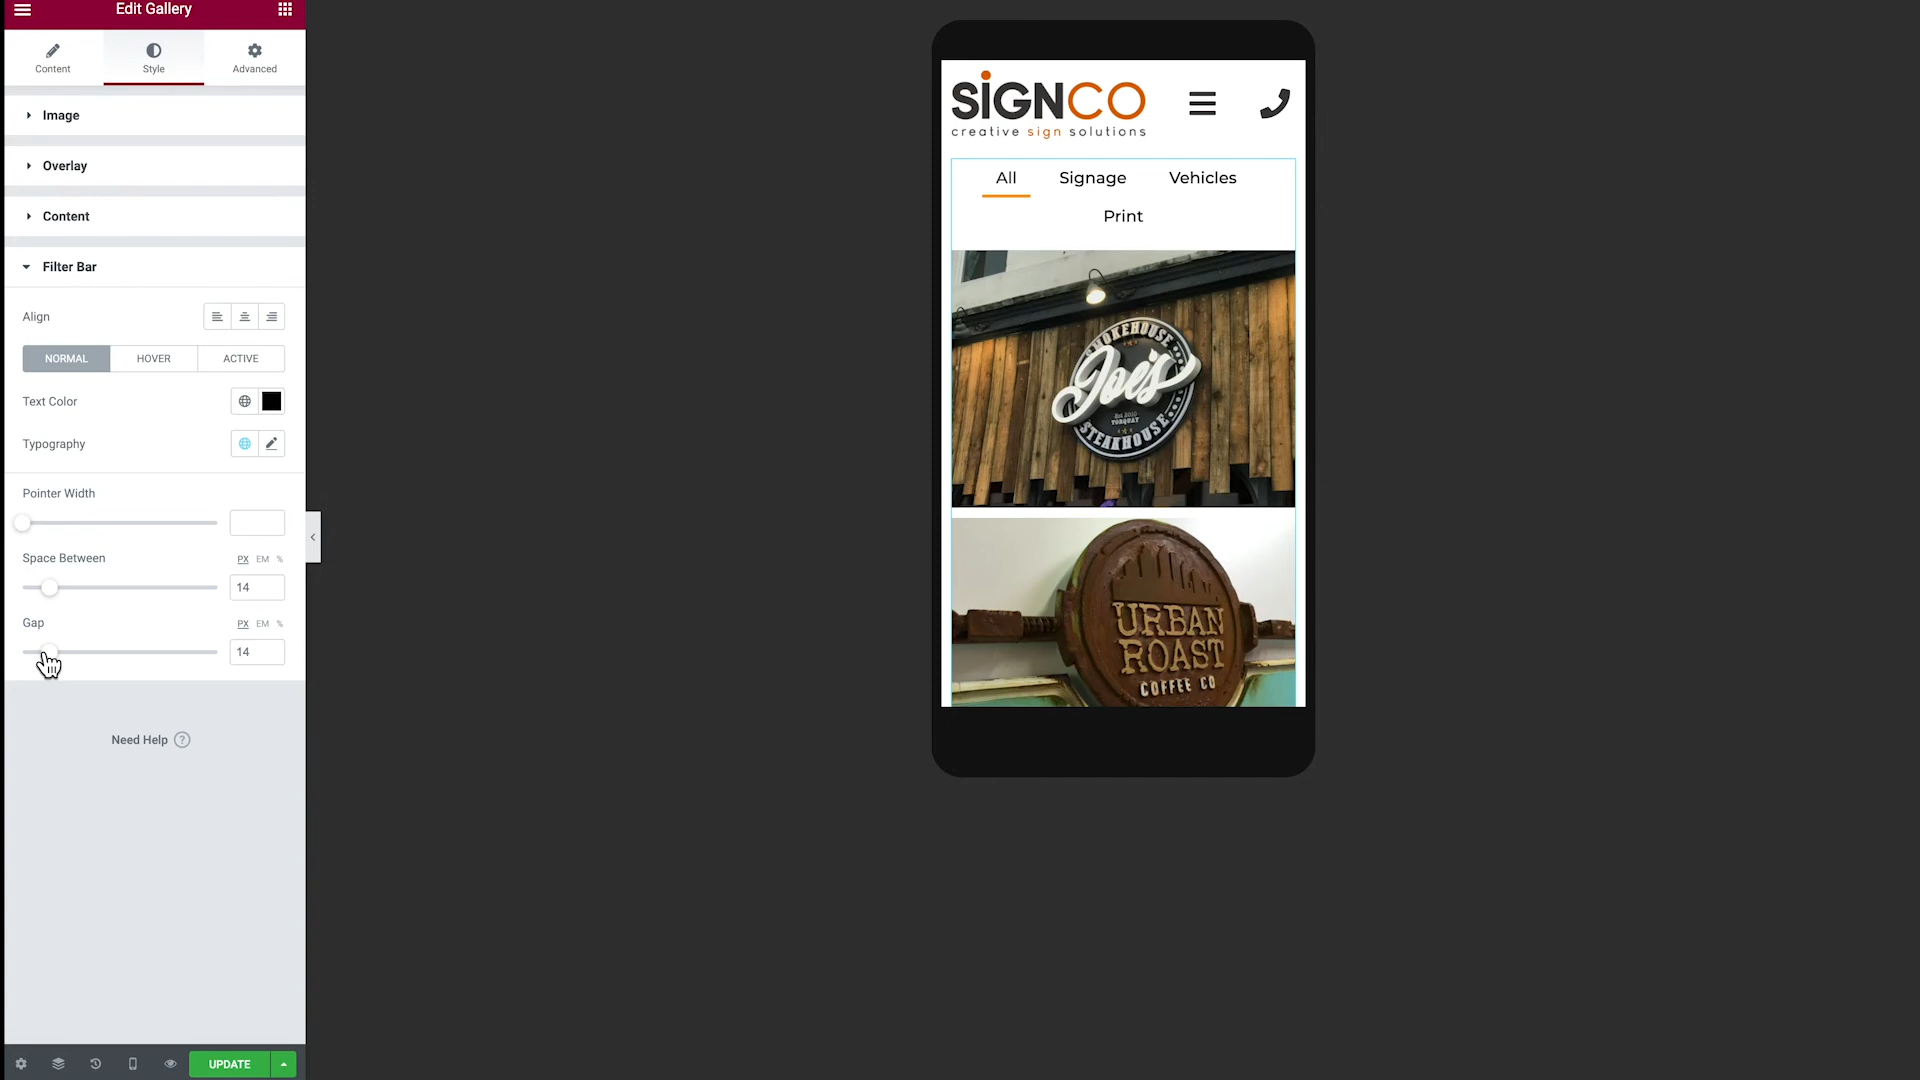 Edit Gallery
Content
Style
Advanced
Image
Overlay
Content
Filter Bar
Align
NORMAL
HOVER
ACTIVE
Text Color
Typography
Pointer Width
Space Between
PX EM %
14
Gap
PX EM %
14
Need Help ?
UPDATE
SiGNCO
creative sign solutions
All
Signage
Vehicles
Print
SMOKEHOUSE
Joe's
TORQUAY
STEAKHOUSE
URBAN
ROAST
COFFEE CO